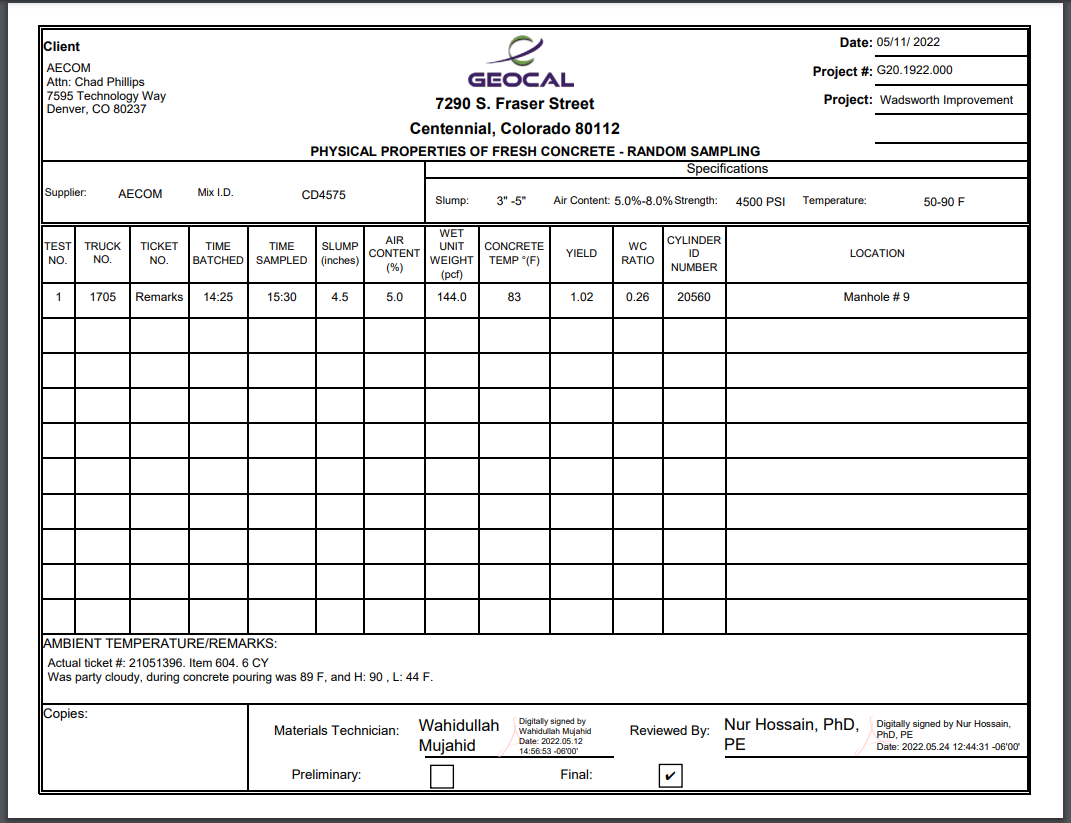 Client
AECOM
Attn: Chad Phillips
7595 Technology Way
Denver, CO 80237
GEOCAL
7290 S. Fraser Street
Centennial, Colorado 80112
PHYSICAL PROPERTIES OF FRESH CONCRETE - RANDOM SAMPLING
Date: 05/11/ 2022
Project #: G20.1922.000
Project: Wadsworth Improvement
Supplier: AECOM Mix I.D. CD4575
Specifications
Slump: 3" -5" Air Content: 5.0%-8.0% Strength: 4500 PSI Temperature: 50-90 F
TEST NO. TRUCK NO. TICKET NO. TIME BATCHED TIME SAMPLED SLUMP (inches) AIR CONTENT (%) WET UNIT WEIGHT (pcf) CONCRETE TEMP °(F) YIELD WC RATIO CYLINDER ID NUMBER LOCATION
1 1705 Remarks 14:25 15:30 4.5 5.0 144.0 83 1.02 0.26 20560 Manhole # 9
AMBIENT TEMPERATURE/REMARKS:
Actual ticket #: 21051396. Item 604. 6 CY
Was party cloudy, during concrete pouring was 89 F, and H: 90 , L: 44 F.
Copies:
Materials Technician: Wahidullah Mujahid
Digitally signed by
Wahidullah Mujahid
Date: 2022.05.12
14:56:53 -06'00'
Reviewed By: Nur Hossain, PhD, PE
Digitally signed by Nur Hossain,
PhD, PE
Date: 2022.05.24 12:44:31 -06'00'
Preliminary: Final: ✔